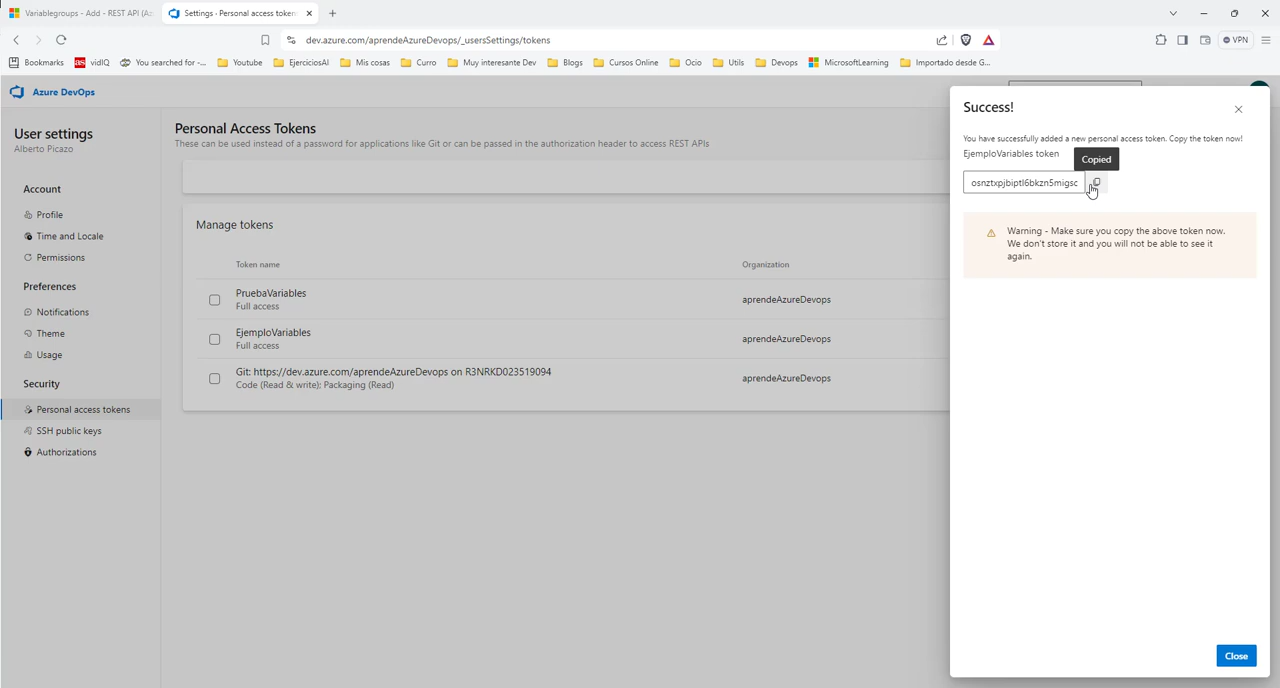 Variablegroups - Add - REST API (A:
Settings - Personal access token
dev.azure.com/aprendeAzureDevops/_usersSettings/tokens
VPN
Bookmarks
vidIQ
You searched for -...
Youtube
EjerciciosAI
Mis cosas
Curro
Muy interesante Dev
Blogs
Cursos Online
Ocio
Utils
Devops
MicrosoftLearning
Importado desde G...
Azure DevOps
User settings
Alberto Picazo
Account
Profile
Time and Locale
Permissions
Preferences
Notifications
Theme
Usage
Security
Personal access tokens
SSH public keys
Authorizations
Personal Access Tokens
These can be used instead of a password for applications like Git or can be passed in the authorization header to access REST APIs
Manage tokens
Token name
Organization
PruebaVariables
Full access
aprendeAzureDevops
EjemploVariables
Full access
aprendeAzureDevops
Git: https://dev.azure.com/aprendeAzureDevops on R3NRKD023519094
Code (Read & write); Packaging (Read)
aprendeAzureDevops
Success!
You have successfully added a new personal access token. Copy the token now!
EjemploVariables token
Copied
osnztxpjbiptl6bkzn5migsc
Warning - Make sure you copy the above token now.
We don't store it and you will not be able to see it
again.
Close